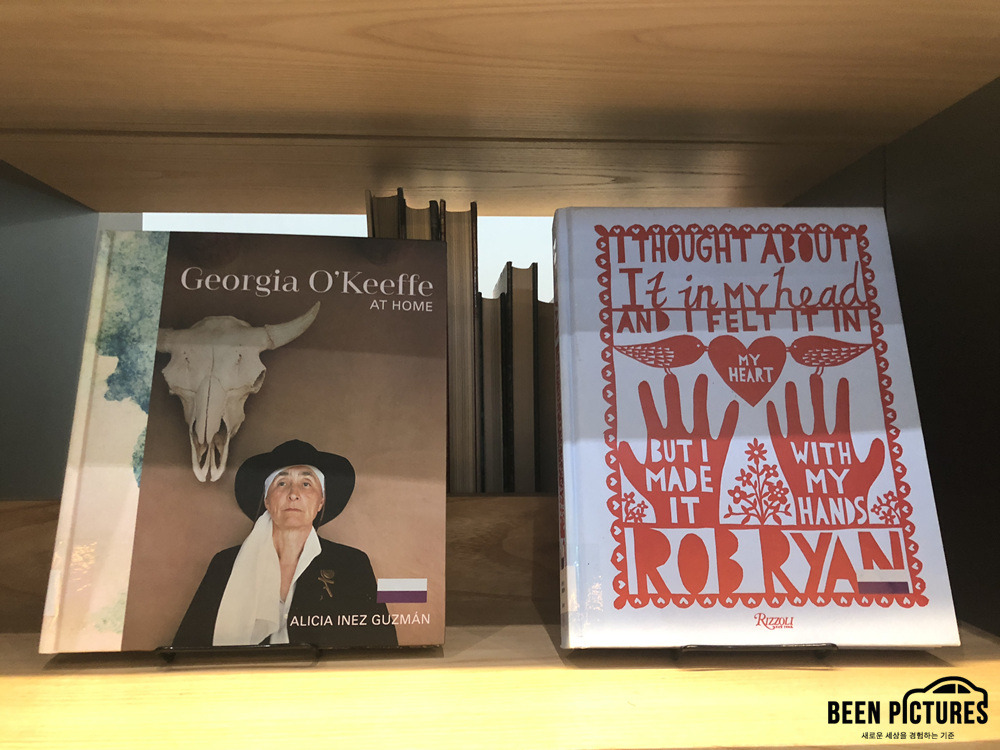 Georgia O'Keeffe
AT HOME
ALICIA INEZ GUZMÁN
I THOUGHT ABOUT
It in MY head
AND I FELT IT IN
MY
HEART
BUT I
MADE
IT
WITH
MY
HANDS
ROB RYAN
RIZZOLI
BEEN PICTURES
새로운 세상을 경험하는 기준